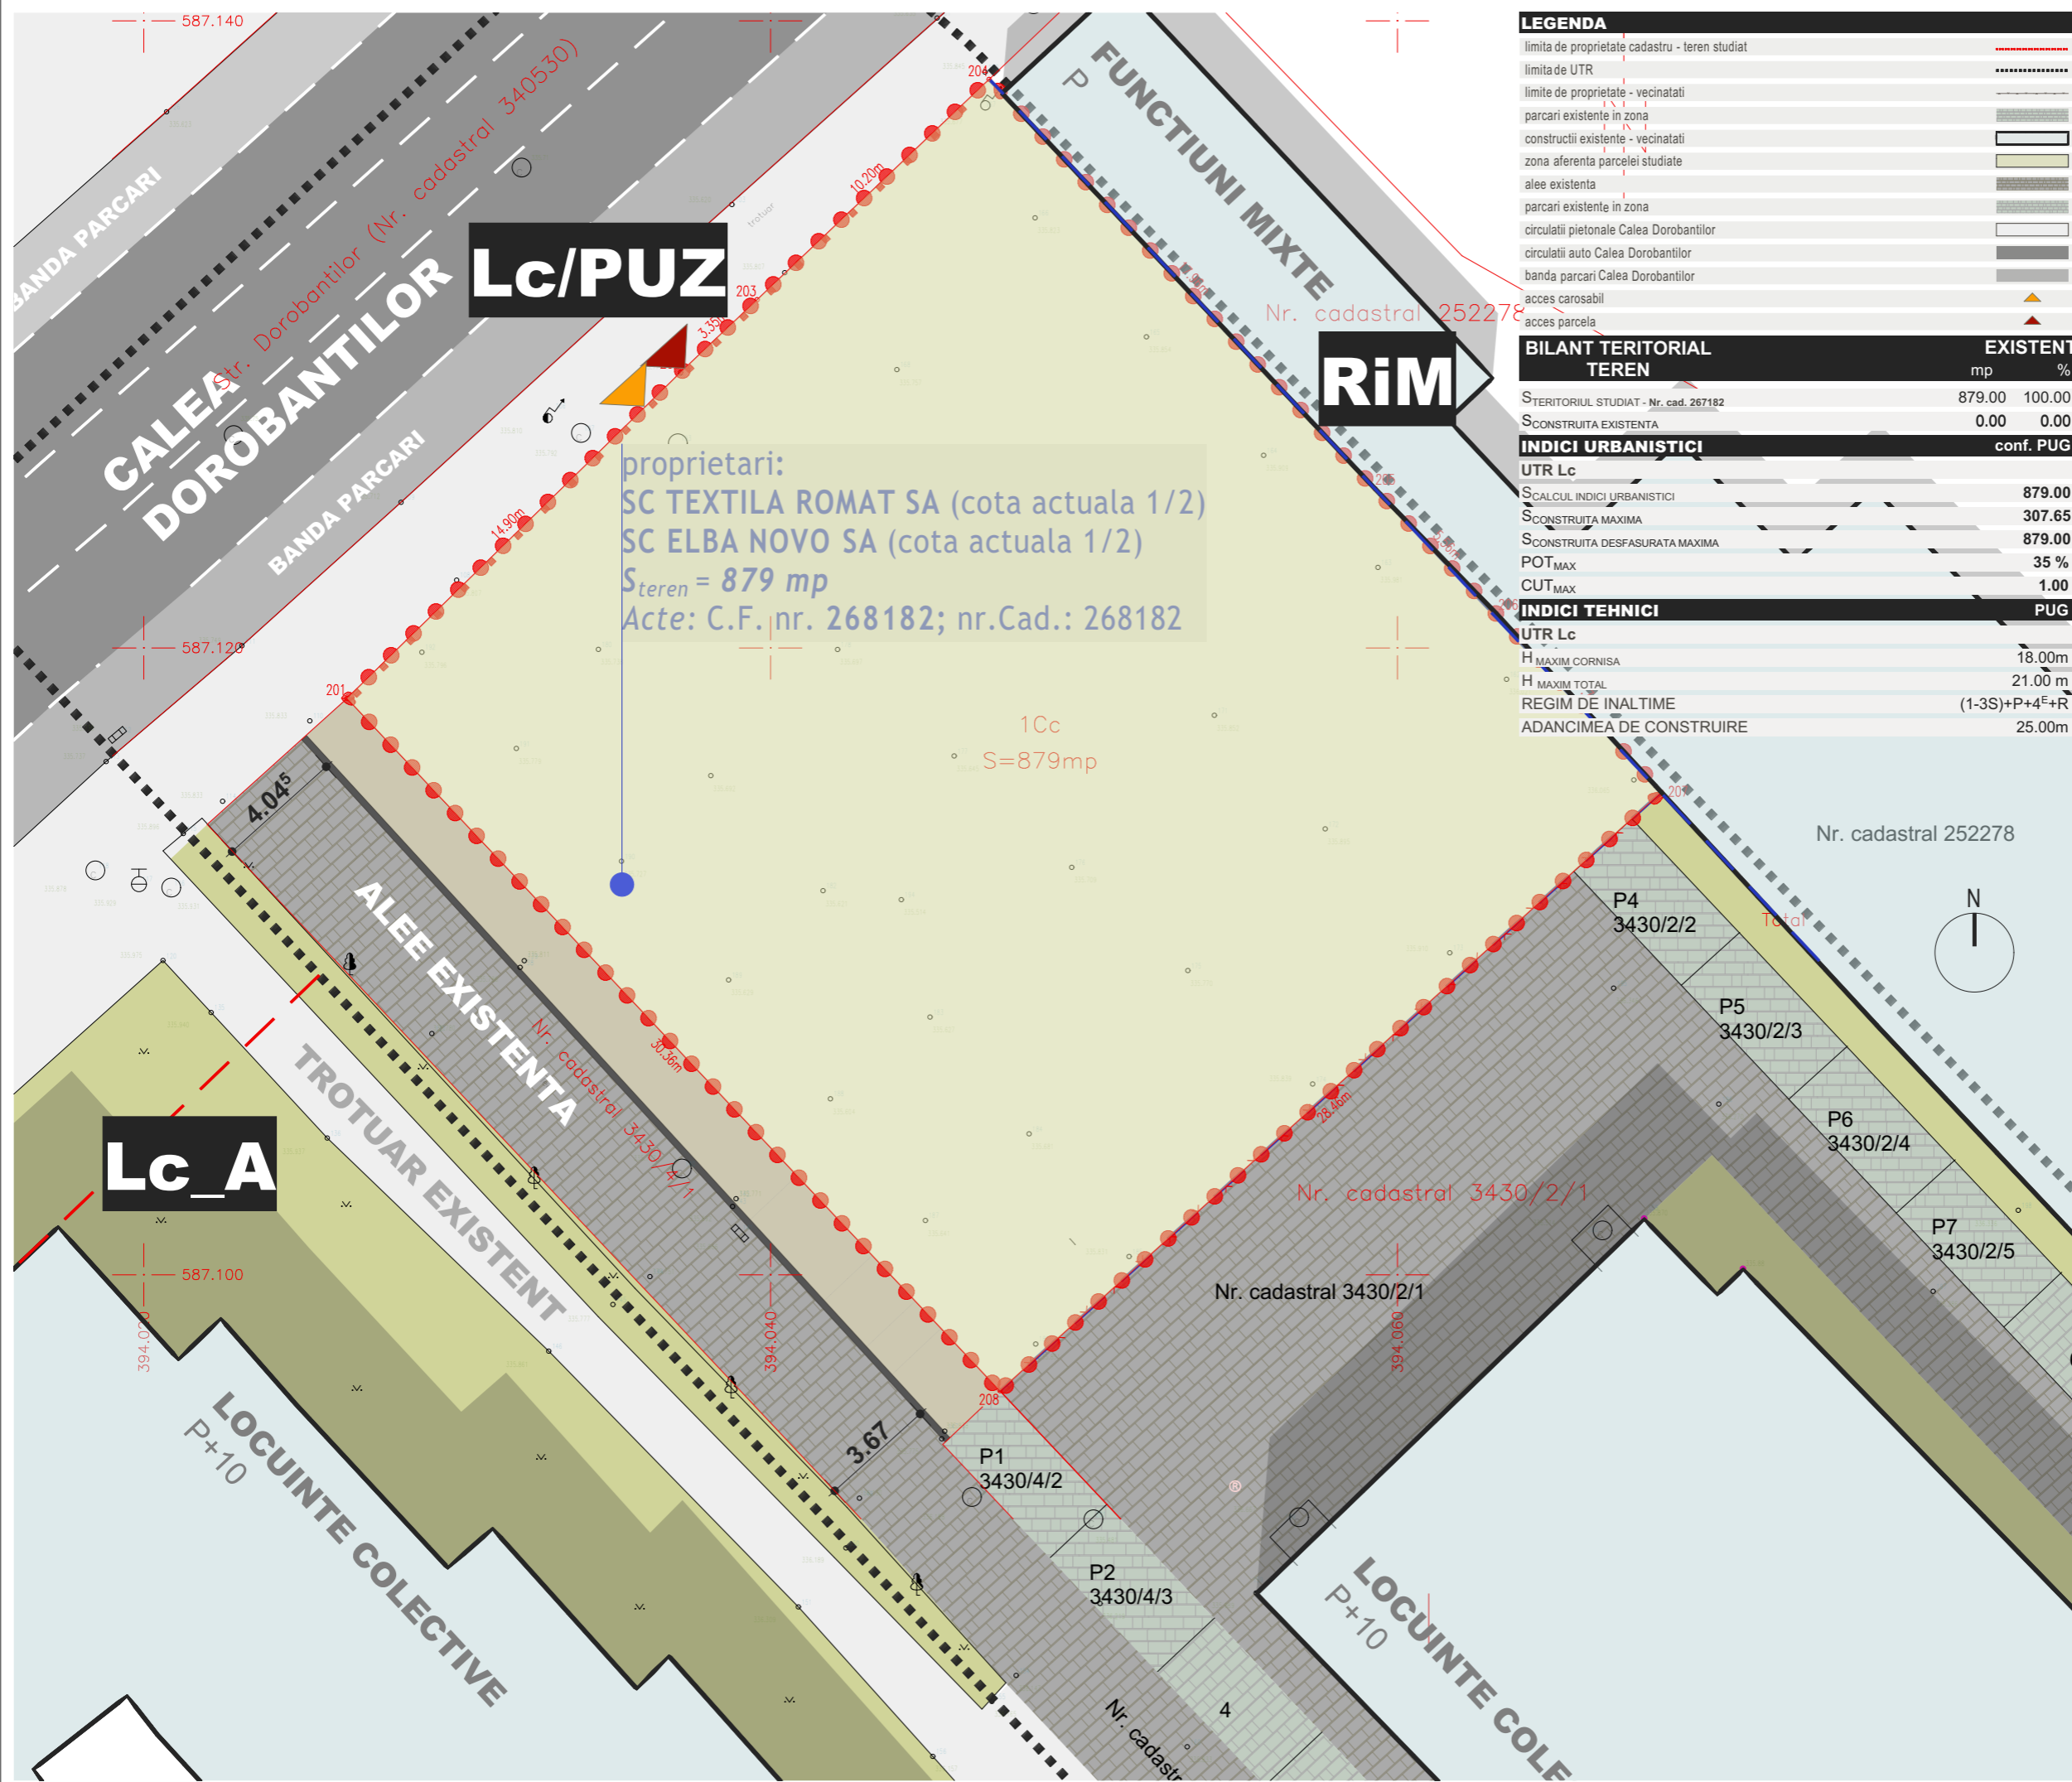 587.140
BANDA PARCARI
Str. Dorobantilor (Nr. cadastral 340530)
CALEA
DOROBANTILOR
BANDA PARCARI
Lc/PUZ
trotuar
204
10.20m
203
3.35m
14.90m
201
587.120
FUNCTIUNI MIXTE
P
Nr. cadastral 252278
RiM
proprietari:
SC TEXTILA ROMAT SA (cota actuala 1/2)
SC ELBA NOVO SA (cota actuala 1/2)
Steren = 879 mp
Acte: C.F. nr. 268182; nr.Cad.: 268182
1Cc
S=879mp
LEGENDA
limita de proprietate cadastru - teren studiat
limita de UTR
limite de proprietate - vecinatati
parcari existente in zona
constructii existente - vecinatati
zona aferenta parcelei studiate
alee existenta
parcari existente in zona
circulatii pietonale Calea Dorobantilor
circulatii auto Calea Dorobantilor
banda parcari Calea Dorobantilor
acces carosabil
acces parcela
BILANT TERITORIAL EXISTENT
TEREN mp %
STERITORIUL STUDIAT - Nr. cad. 267182 879.00 100.00
SCONSTRUITA EXISTENTA 0.00 0.00
INDICI URBANISTICI conf. PUG
UTR Lc
SCALCUL INDICI URBANISTICI 879.00
SCONSTRUITA MAXIMA 307.65
SCONSTRUITA DESFASURATA MAXIMA 879.00
POTMAX 35 %
CUTMAX 1.00
INDICI TEHNICI PUG
UTR Lc
H MAXIM CORNISA 18.00m
H MAXIM TOTAL 21.00 m
REGIM DE INALTIME (1-3S)+P+4E+R
ADANCIMEA DE CONSTRUIRE 25.00m
207
Nr. cadastral 252278
N
Total
4.04⁵
ALEE EXISTENTA
Nr. cadastral 3430/4/1
30.36m
28.46m
TROTUAR EXISTENT
Lc_A
587.100
394.020
394.040
394.060
Nr. cadastral 3430/2/1
Nr. cadastral 3430/2/1
P4
3430/2/2
P5
3430/2/3
P6
3430/2/4
P7
3430/2/5
208
3.67
P1
3430/4/2
P2
3430/4/3
4
Nr. cadastr
LOCUINTE COLECTIVE
P+10
LOCUINTE COLE
P+10
®